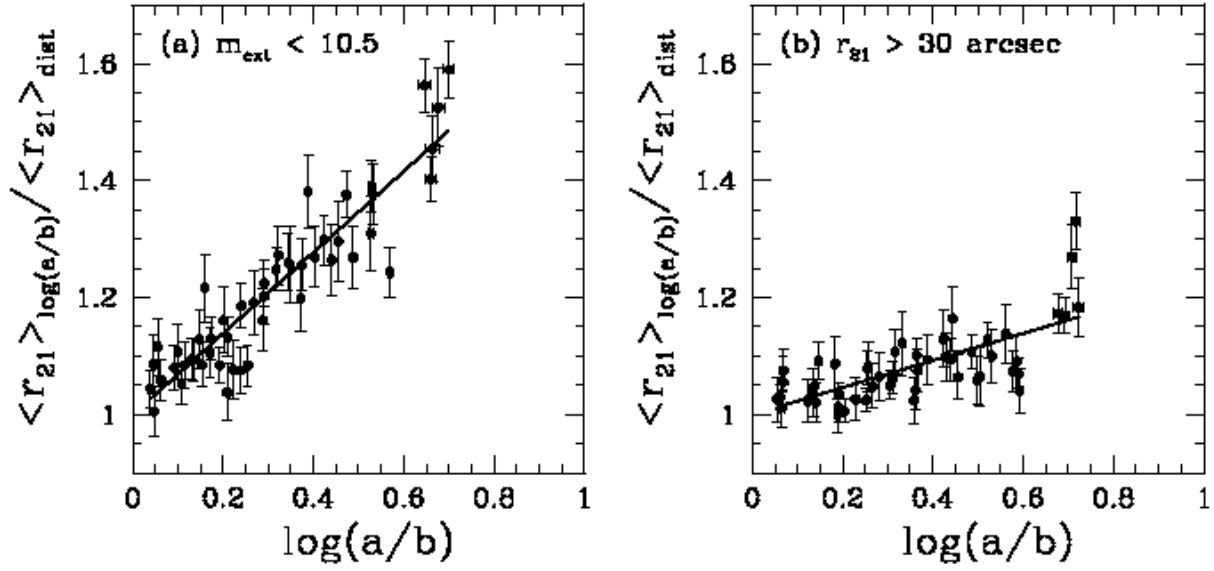 (a) m_ext < 10.5
<r_21>_log(a/b)/<r_21>_dist
1.6
1.4
1.2
1
0 0.2 0.4 0.6 0.8 1
log(a/b)
(b) r_21 > 30 arcsec
<r_21>_log(a/b)/<r_21>_dist
1.6
1.4
1.2
1
0 0.2 0.4 0.6 0.8 1
log(a/b)